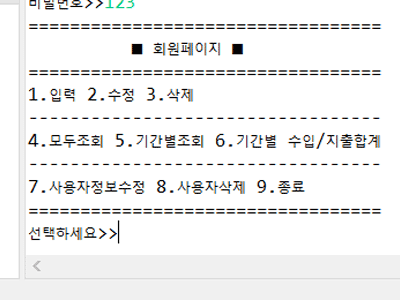 비밀번호>>123
==================================
■ 회원페이지 ■
==================================
1.입력 2.수정 3.삭제
----------------------------------
4.모두조회 5.기간별조회 6.기간별 수입/지출합계
----------------------------------
7.사용자정보수정 8.사용자삭제 9.종료
==================================
선택하세요>>